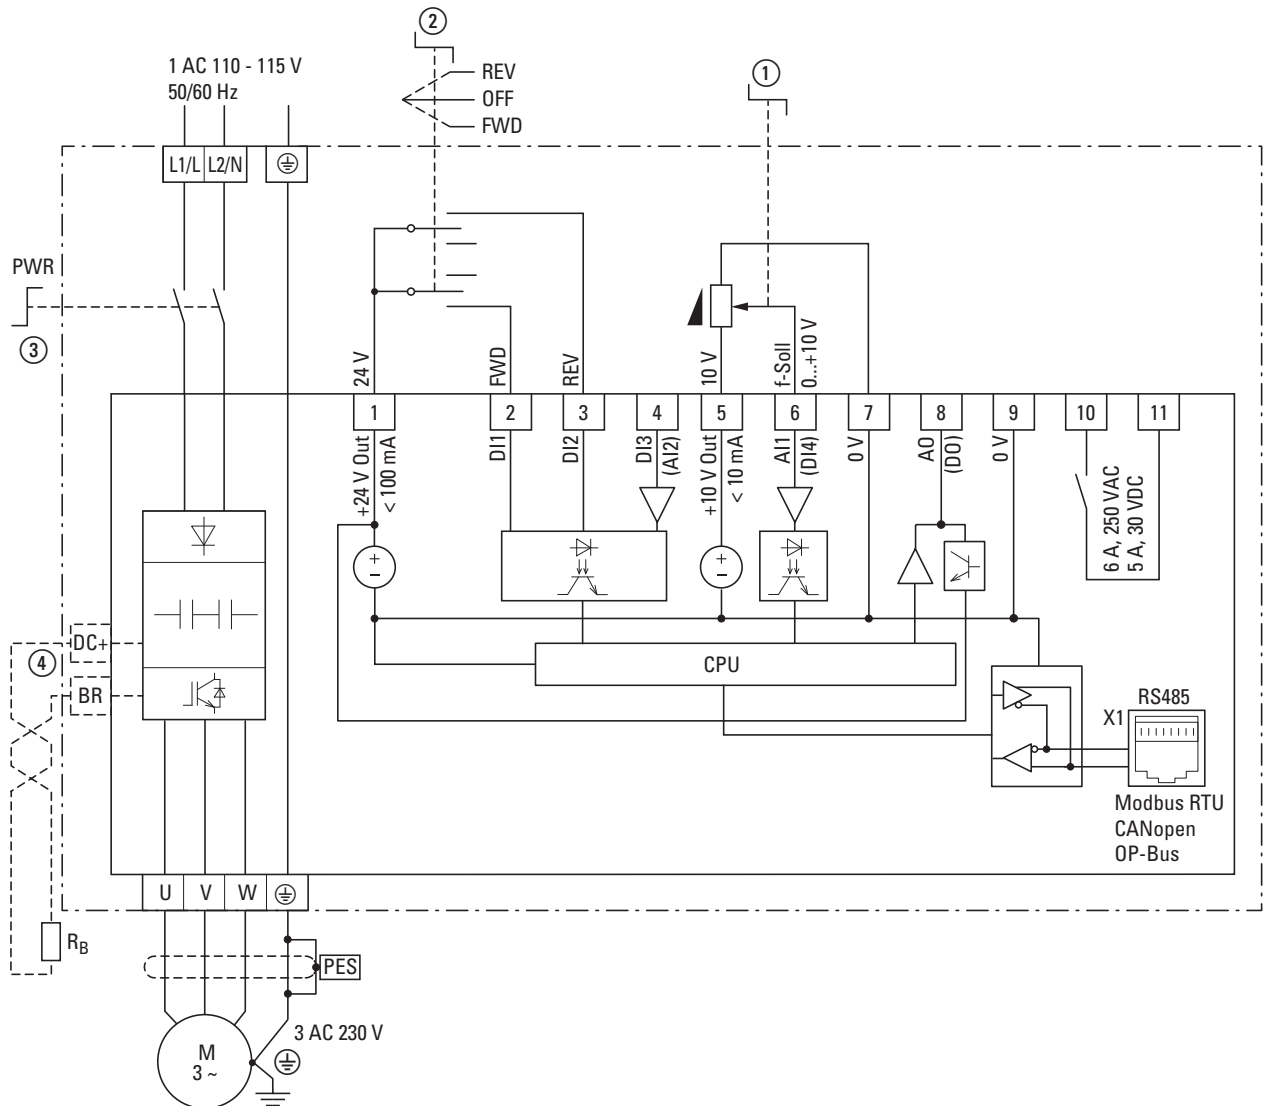 ②
1 AC 110 - 115 V
50/60 Hz
REV
OFF
FWD
①
L1/L
L2/N
PWR
③
24 V
FWD
REV
10 V
f-Soll
0...+10 V
1
2
3
4
5
6
7
8
9
10
11
+24 V Out
< 100 mA
DI1
DI2
DI3
(AI2)
+10 V Out
< 10 mA
AI1
(DI4)
0 V
AO
(DO)
0 V
6 A, 250 VAC
5 A, 30 VDC
+
-
+
-
DC+
④
BR
CPU
RS485
X1
Modbus RTU
CANopen
OP-Bus
U
V
W
RB
PES
3 AC 230 V
M
3 ~